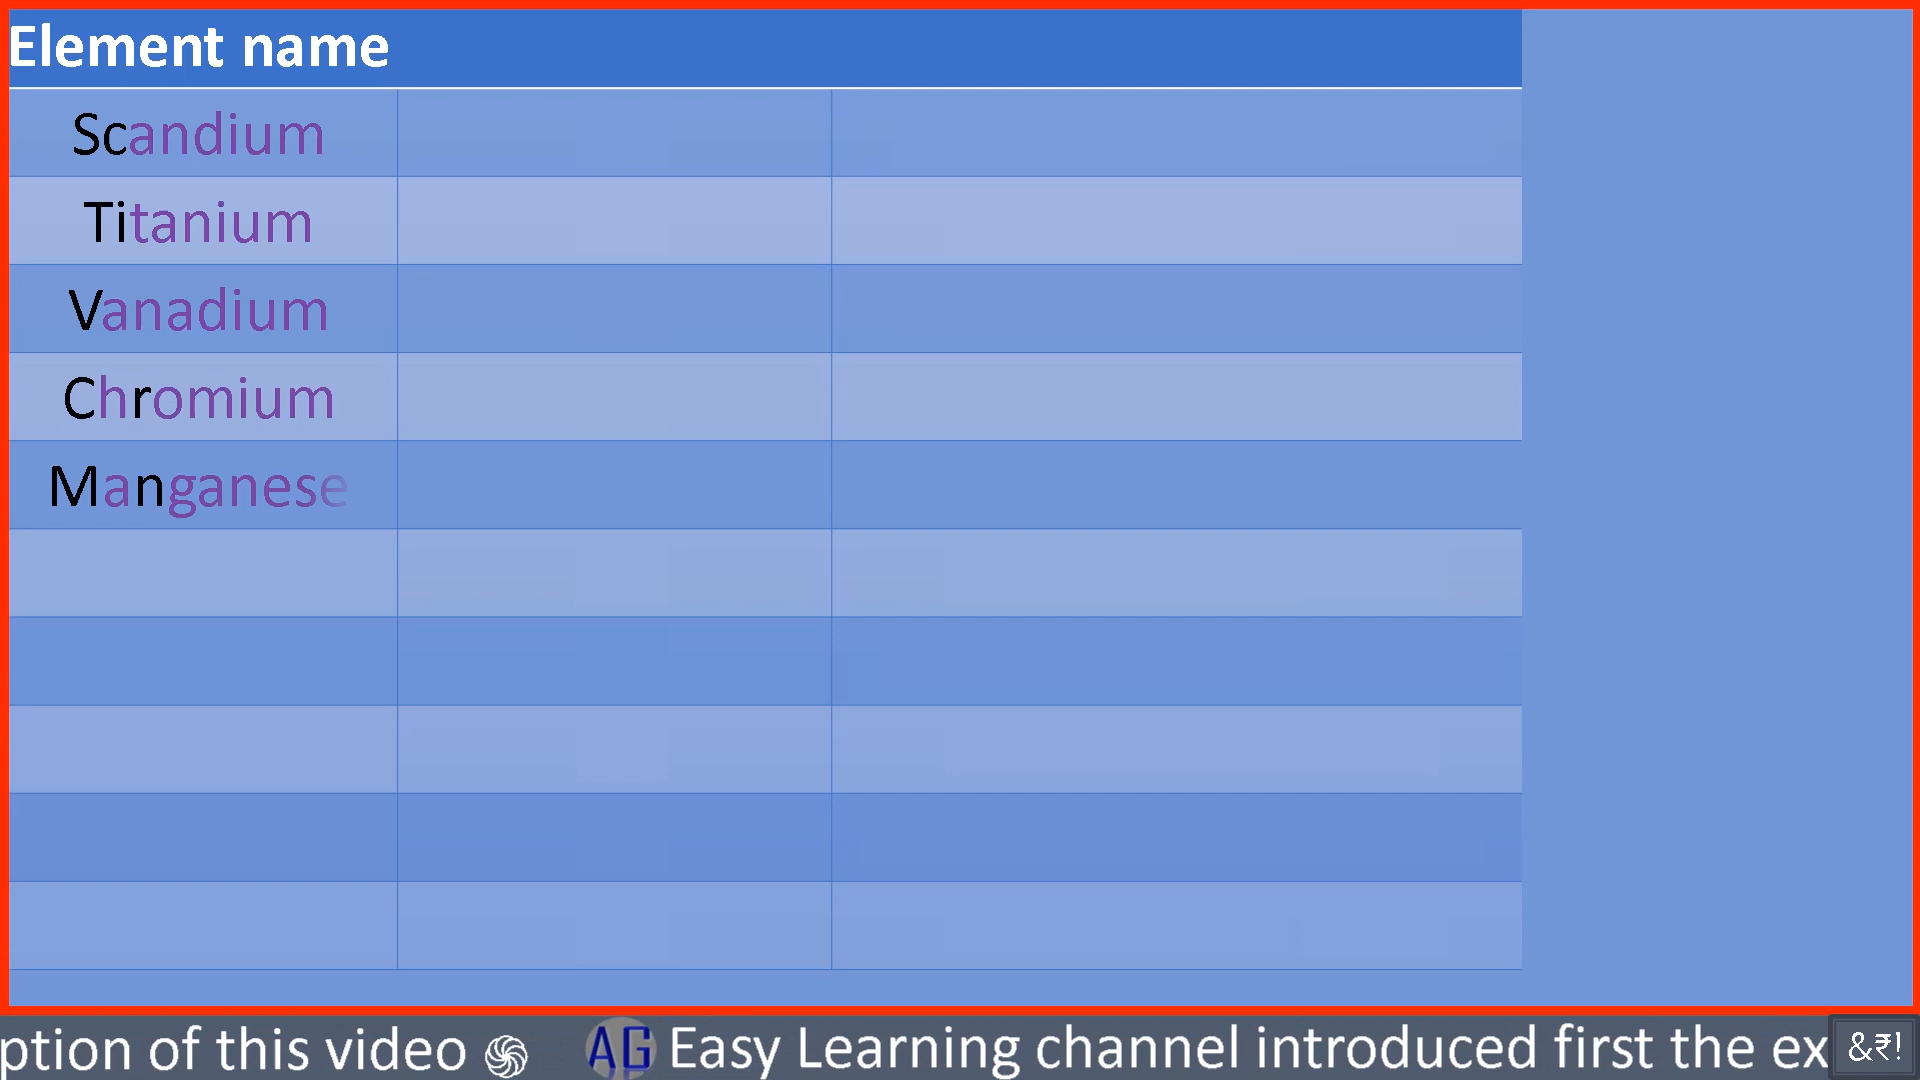 Element name
Scandium
Titanium
Vanadium
Chromium
Manganese
ption of this video AG Easy Learning channel introduced first the ex &₹!